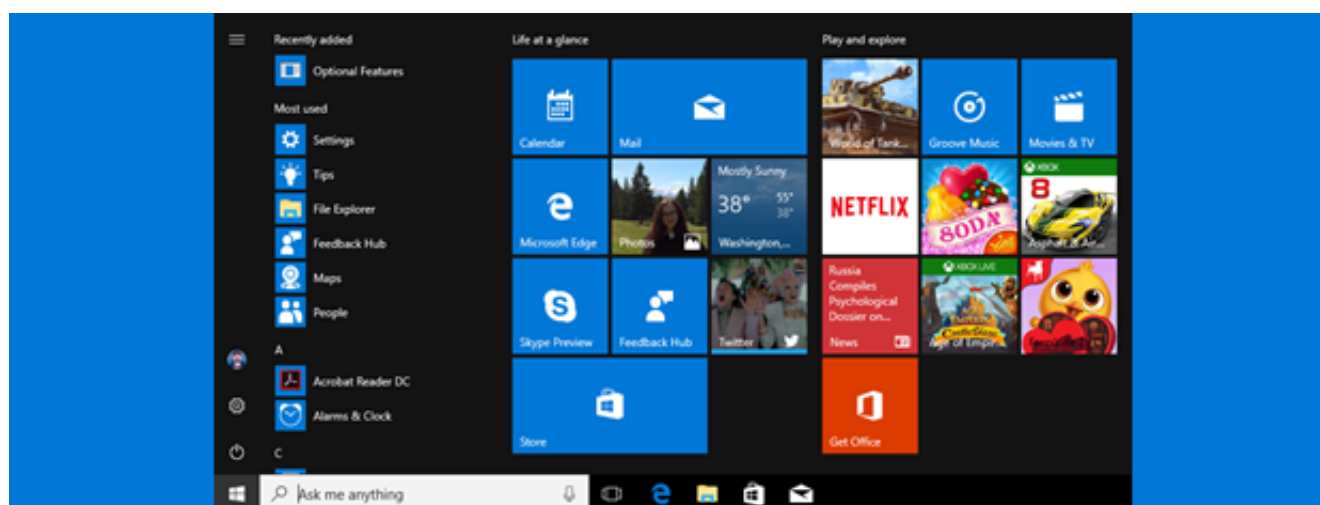 Recently added
Optional Features
Most used
Settings
Tips
File Explorer
Feedback Hub
Maps
People
A
Acrobat Reader DC
Alarms & Clock
C
Life at a glance
Calendar
Mail
Microsoft Edge
Photos
Mostly Sunny
38° 55°
38°
Washington,...
Skype Preview
Feedback Hub
Twitter
Store
Play and explore
World of Tank...
Groove Music
Movies & TV
NETFLIX
SODA
XBOX
8
Asphalt 8: Air...
Russia
Compiles
Psychological
Dossier on...
News
XBOX LIVE
Age of Empir...
Get Office
Ask me anything